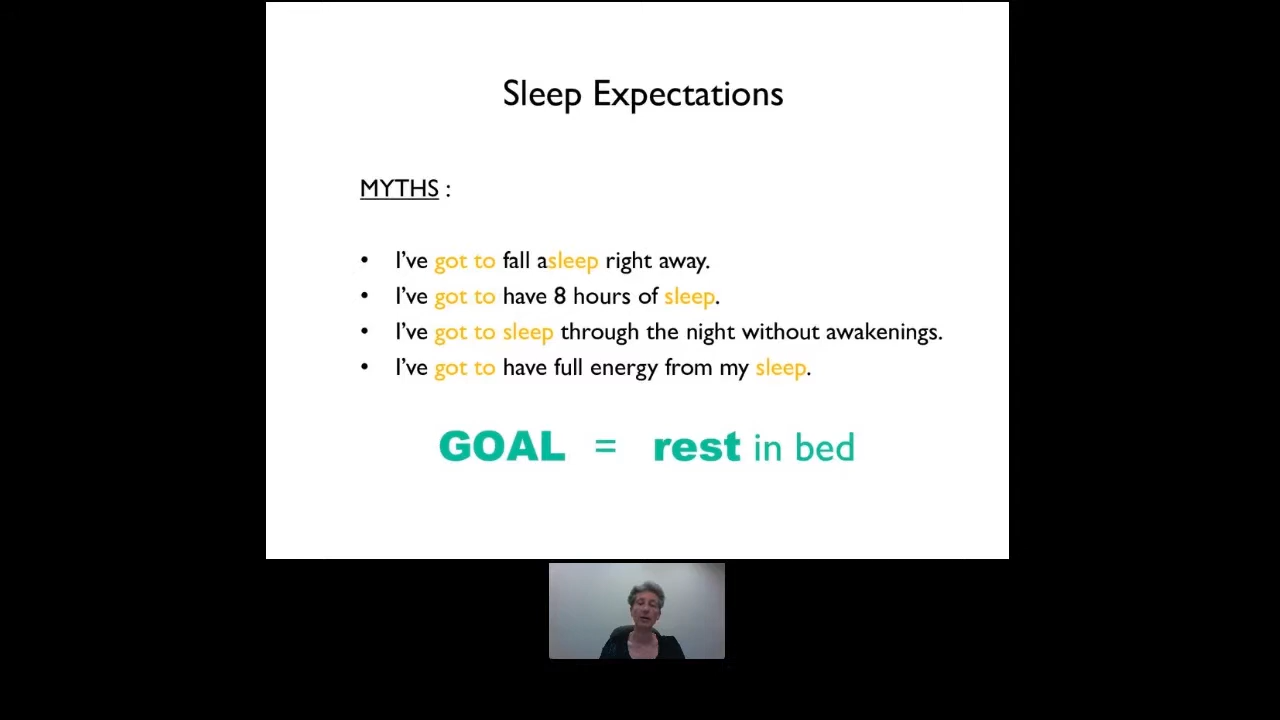 Sleep Expectations
MYTHS :
• I've got to fall asleep right away.
• I've got to have 8 hours of sleep.
• I've got to sleep through the night without awakenings.
• I've got to have full energy from my sleep.
GOAL = rest in bed